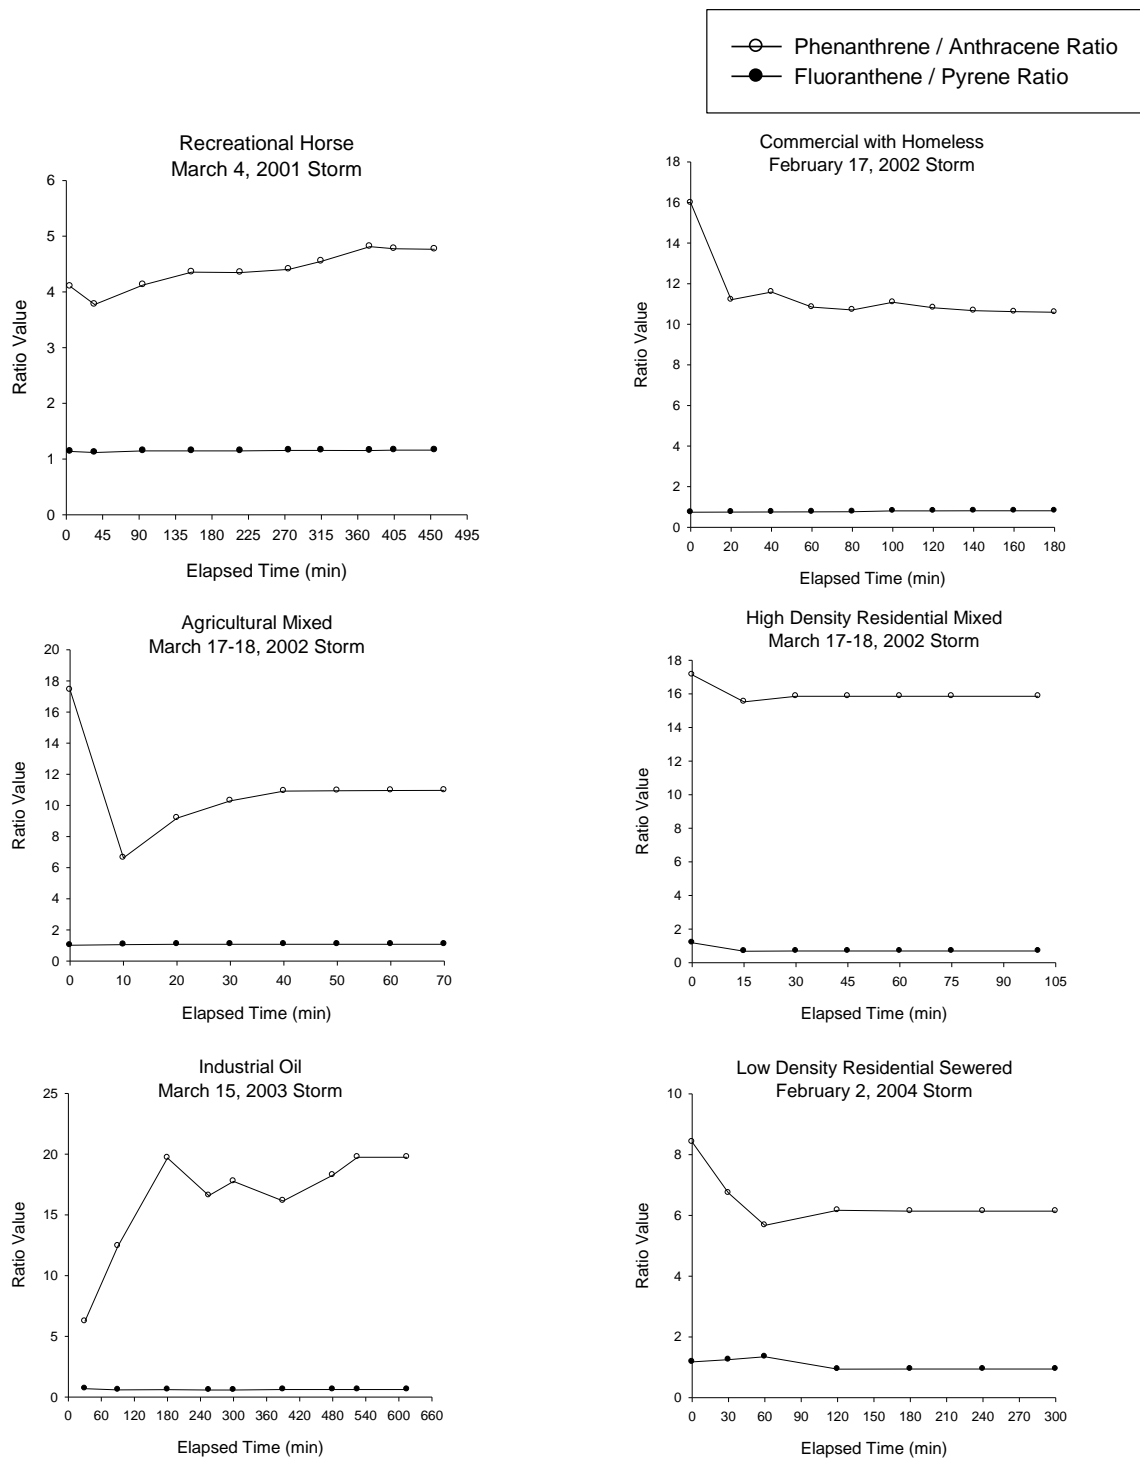 Phenanthrene / Anthracene Ratio
Fluoranthene / Pyrene Ratio
Recreational Horse
March 4, 2001 Storm
6
5
4
3
2
1
0
Ratio Value
0 45 90 135 180 225 270 315 360 405 450 495
Elapsed Time (min)
Commercial with Homeless
February 17, 2002 Storm
18
16
14
12
10
8
6
4
2
0
Ratio Value
0 20 40 60 80 100 120 140 160 180
Elapsed Time (min)
Agricultural Mixed
March 17-18, 2002 Storm
20
18
16
14
12
10
8
6
4
2
0
Ratio Value
0 10 20 30 40 50 60 70
Elapsed Time (min)
High Density Residential Mixed
March 17-18, 2002 Storm
18
16
14
12
10
8
6
4
2
0
Ratio Value
0 15 30 45 60 75 90 105
Elapsed Time (min)
Industrial Oil
March 15, 2003 Storm
25
20
15
10
5
0
Ratio Value
0 60 120 180 240 300 360 420 480 540 600 660
Elapsed Time (min)
Low Density Residential Sewered
February 2, 2004 Storm
10
8
6
4
2
0
Ratio Value
0 30 60 90 120 150 180 210 240 270 300
Elapsed Time (min)